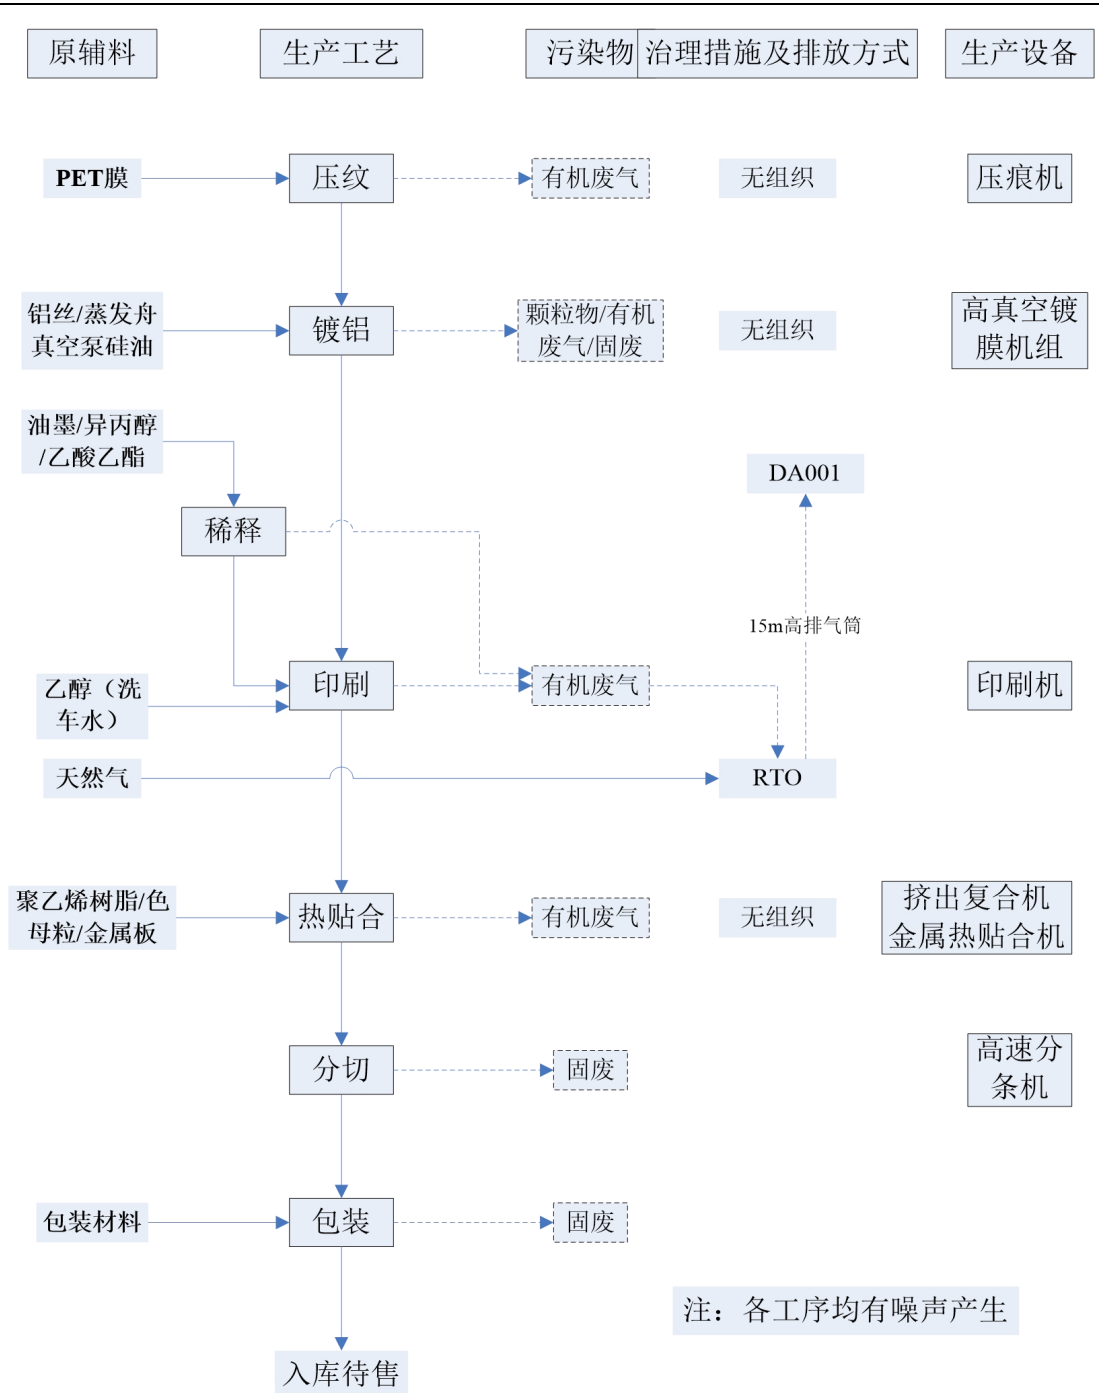 原辅料
生产工艺
污染物
治理措施及排放方式
生产设备
PET膜
压纹
有机废气
无组织
压痕机
铝丝/蒸发舟
真空泵硅油
镀铝
颗粒物/有机
废气/固废
无组织
高真空镀
膜机组
油墨/异丙醇
/乙酸乙酯
DA001
稀释
15m高排气筒
乙醇（洗
车水）
印刷
有机废气
印刷机
天然气
RTO
聚乙烯树脂/色
母粒/金属板
热贴合
有机废气
无组织
挤出复合机
金属热贴合机
分切
固废
高速分
条机
包装材料
包装
固废
注：各工序均有噪声产生
入库待售